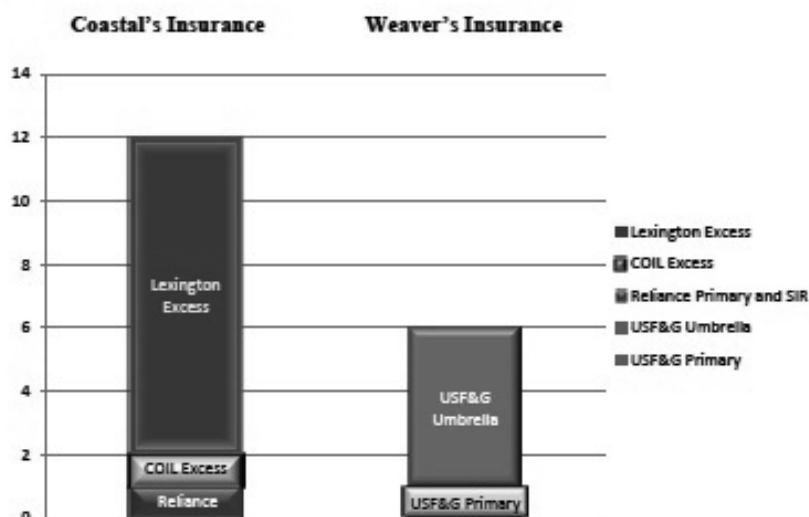 Coastal's Insurance
Weaver's Insurance
14
12
10
8
6
4
2
0
Lexington
Excess
COIL Excess
Reliance
USF&G
Umbrella
USF&G Primary
Lexington Excess
COIL Excess
Reliance Primary and SIR
USF&G Umbrella
USF&G Primary